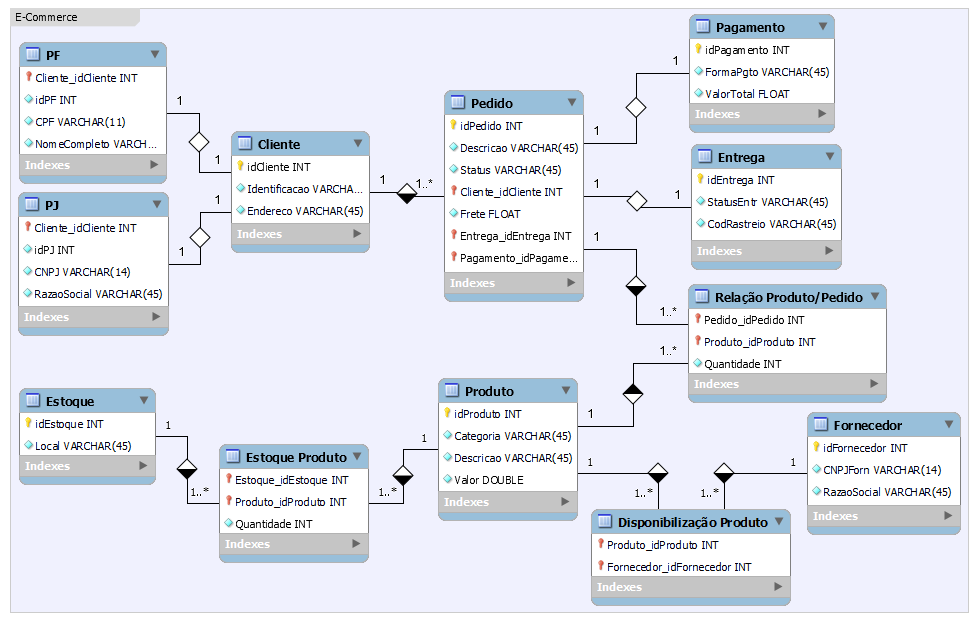 E-Commerce
PF
Cliente_idCliente INT
idPF INT
CPF VARCHAR(11)
NomeCompleto VARCH...
Indexes
PJ
Cliente_idCliente INT
idPJ INT
CNPJ VARCHAR(14)
RazaoSocial VARCHAR(45)
Indexes
1
1
1
1
Cliente
idCliente INT
Identificacao VARCHA...
Endereco VARCHAR(45)
Indexes
1
1..*
Pedido
idPedido INT
Descricao VARCHAR(45)
Status VARCHAR(45)
Cliente_idCliente INT
Frete FLOAT
Entrega_idEntrega INT
Pagamento_idPagame...
Indexes
1
1
1
1
1
1..*
Pagamento
idPagamento INT
FormaPgto VARCHAR(45)
ValorTotal FLOAT
Indexes
Entrega
idEntrega INT
StatusEntr VARCHAR(45)
CodRastreio VARCHAR(45)
Indexes
Relação Produto/Pedido
Pedido_idPedido INT
Produto_idProduto INT
Quantidade INT
Indexes
1..*
1
Estoque
idEstoque INT
Local VARCHAR(45)
Indexes
1
1..*
Estoque Produto
Estoque_idEstoque INT
Produto_idProduto INT
Quantidade INT
Indexes
1
1..*
Produto
idProduto INT
Categoria VARCHAR(45)
Descricao VARCHAR(45)
Valor DOUBLE
Indexes
1
1..*
1
1..*
Fornecedor
idFornecedor INT
CNPJForn VARCHAR(14)
RazaoSocial VARCHAR(45)
Indexes
Disponibilização Produto
Produto_idProduto INT
Fornecedor_idFornecedor INT
Indexes